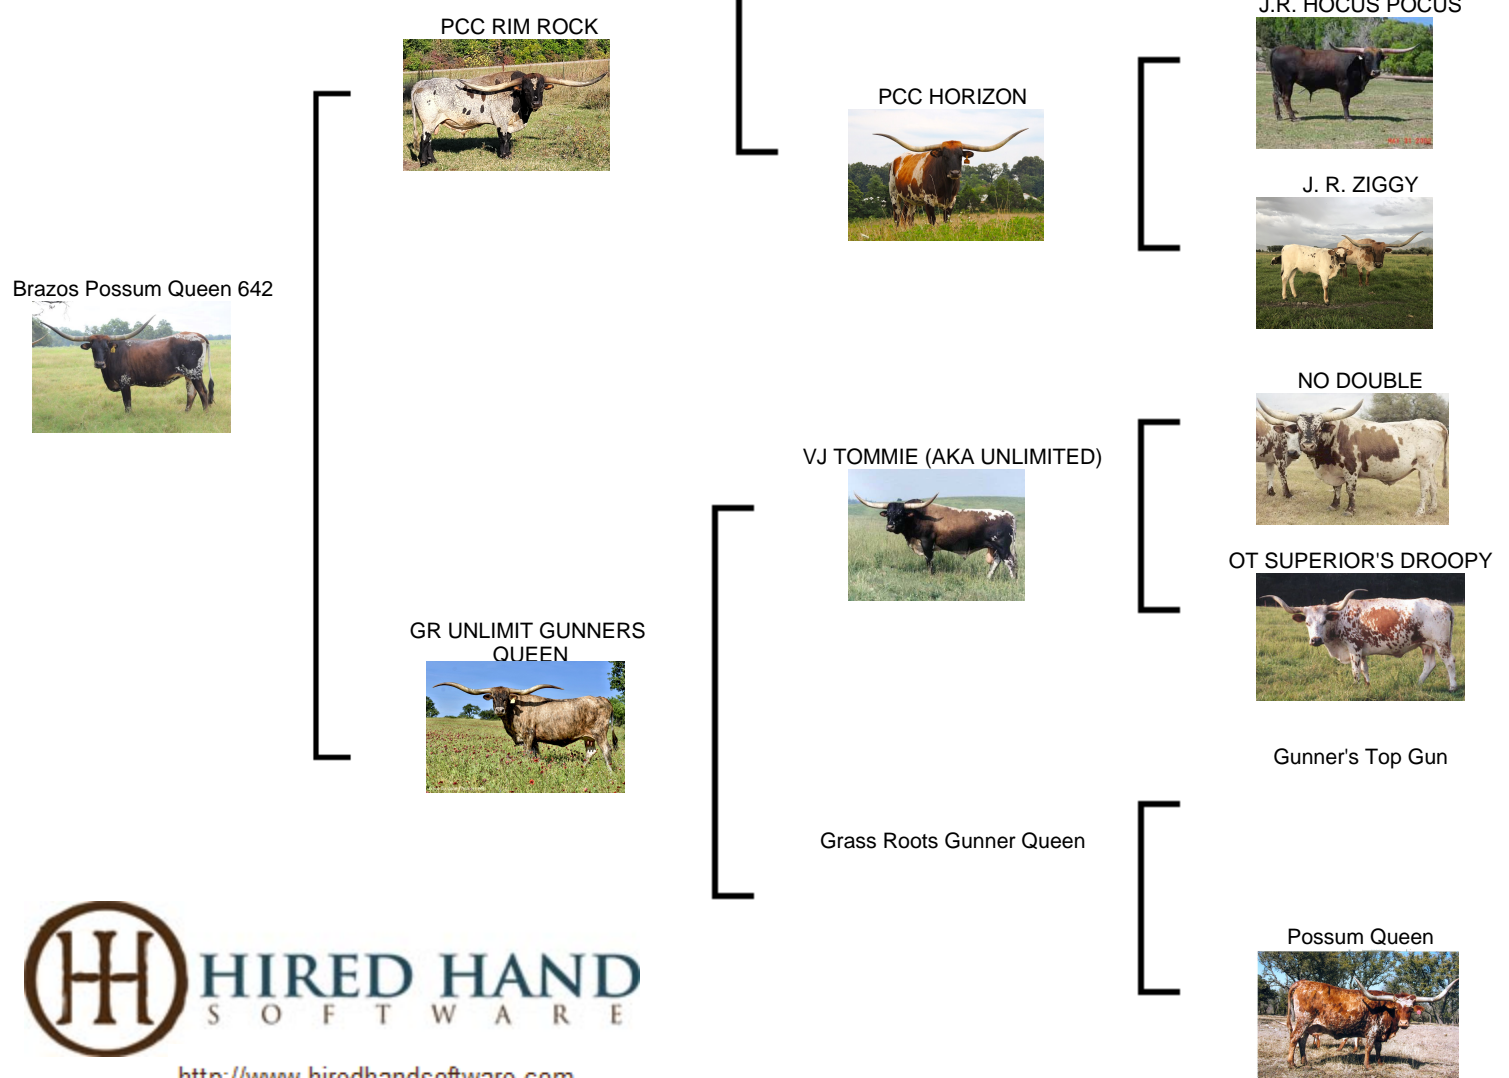 J.R. HOCUS POCUS
PCC RIM ROCK
PCC HORIZON
J. R. ZIGGY
Brazos Possum Queen 642
NO DOUBLE
VJ TOMMIE (AKA UNLIMITED)
OT SUPERIOR'S DROOPY
GR UNLIMIT GUNNERS
QUEEN
Gunner's Top Gun
Grass Roots Gunner Queen
Possum Queen
HIRED HAND
SOFTWARE
http://www.hiredhandsoftware.com